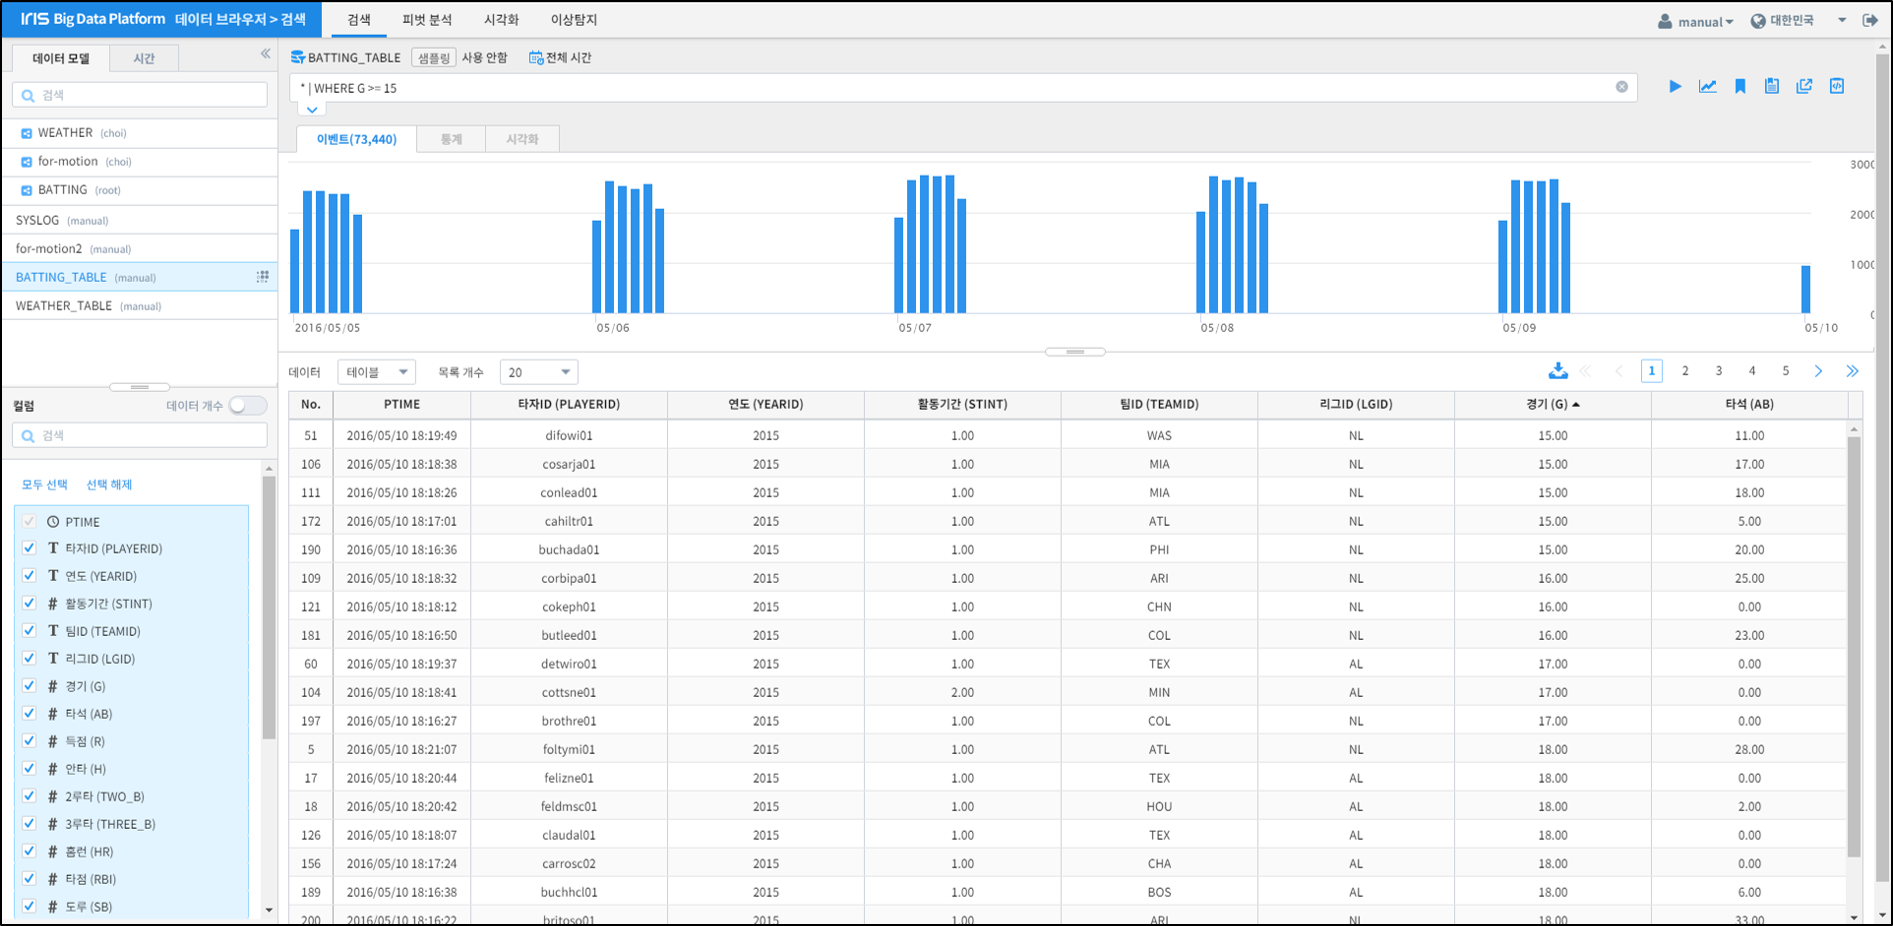 IRIS Big Data Platform 데이터 브라우저 > 검색 검색 피벗 분석 시각화 이상탐지 manual 대한민국
데이터 모델 시간
검색
WEATHER (choi)
for-motion (choi)
BATTING (root)
SYSLOG (manual)
for-motion2 (manual)
BATTING_TABLE (manual)
WEATHER_TABLE (manual)
컬럼 데이터 개수
검색
모두 선택 선택 해제
PTIME
T 타자ID (PLAYERID)
T 연도 (YEARID)
# 활동기간 (STINT)
T 팀ID (TEAMID)
T 리그ID (LGID)
# 경기 (G)
# 타석 (AB)
# 득점 (R)
# 안타 (H)
# 2루타 (TWO_B)
# 3루타 (THREE_B)
# 홈런 (HR)
# 타점 (RBI)
# 도루 (SB)
BATTING_TABLE 샘플링 사용 안함 전체 시간
* | WHERE G >= 15
이벤트(73,440) 통계 시각화
3000
2000
1000
0
2016/05/05 05/06 05/07 05/08 05/09 05/10
데이터 테이블 목록 개수 20 1 2 3 4 5
No. PTIME 타자ID (PLAYERID) 연도 (YEARID) 활동기간 (STINT) 팀ID (TEAMID) 리그ID (LGID) 경기 (G) 타석 (AB)
51 2016/05/10 18:19:49 difowi01 2015 1.00 WAS NL 15.00 11.00
106 2016/05/10 18:18:38 cosarja01 2015 1.00 MIA NL 15.00 17.00
111 2016/05/10 18:18:26 conlead01 2015 1.00 MIA NL 15.00 18.00
172 2016/05/10 18:17:01 cahiltr01 2015 1.00 ATL NL 15.00 5.00
190 2016/05/10 18:16:36 buchada01 2015 1.00 PHI NL 15.00 20.00
109 2016/05/10 18:18:32 corbipa01 2015 1.00 ARI NL 16.00 25.00
121 2016/05/10 18:18:12 cokeph01 2015 1.00 CHN NL 16.00 0.00
181 2016/05/10 18:16:50 butleed01 2015 1.00 COL NL 16.00 23.00
60 2016/05/10 18:19:37 detwiro01 2015 1.00 TEX AL 17.00 0.00
104 2016/05/10 18:18:41 cottsne01 2015 2.00 MIN AL 17.00 0.00
197 2016/05/10 18:16:27 brothre01 2015 1.00 COL NL 17.00 0.00
5 2016/05/10 18:21:07 foltymi01 2015 1.00 ATL NL 18.00 28.00
17 2016/05/10 18:20:44 felizne01 2015 1.00 TEX AL 18.00 0.00
18 2016/05/10 18:20:42 feldmsc01 2015 1.00 HOU AL 18.00 2.00
126 2016/05/10 18:18:07 claudal01 2015 1.00 TEX AL 18.00 0.00
156 2016/05/10 18:17:24 carrosc02 2015 1.00 CHA AL 18.00 0.00
189 2016/05/10 18:16:38 buchhcl01 2015 1.00 BOS AL 18.00 6.00
200 2016/05/10 18:16:22 britoso01 2015 1.00 ARI NL 18.00 33.00